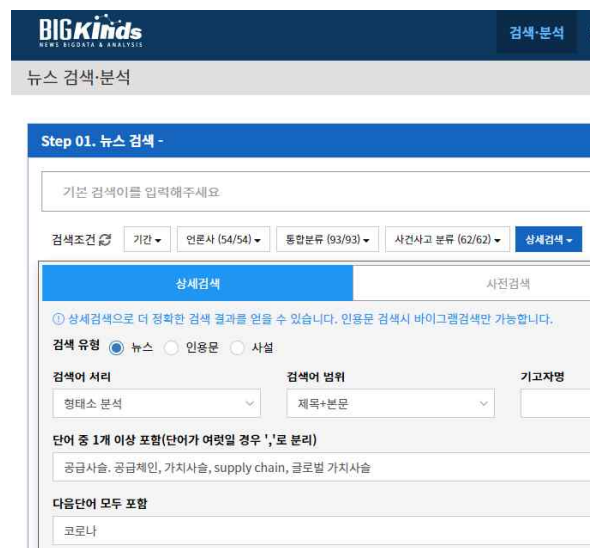 BIGKinds
NEWS BIGDATA & ANALYSIS
검색·분석
뉴스 검색·분석
Step 01. 뉴스 검색 -
기본 검색이를 입력해주세요
검색조건 기간 언론사 (54/54) 통합분류 (93/93) 사건사고 분류 (62/62) 상세검색
상세검색 사전검색
ⓘ 상세검색으로 더 정확한 검색 결과를 얻을 수 있습니다. 인용문 검색시 바이그램검색만 가능합니다.
검색 유형 뉴스 인용문 사설
검색어 서리 검색어 범위 기고자명
형태소 분석 제목+본문
단어 중 1개 이상 포함(단어가 여럿일 경우 ','로 분리)
공급사슬. 공급체인, 가치사슬, supply chain, 글로벌 가치사슬
다음단어 모두 포함
코로나